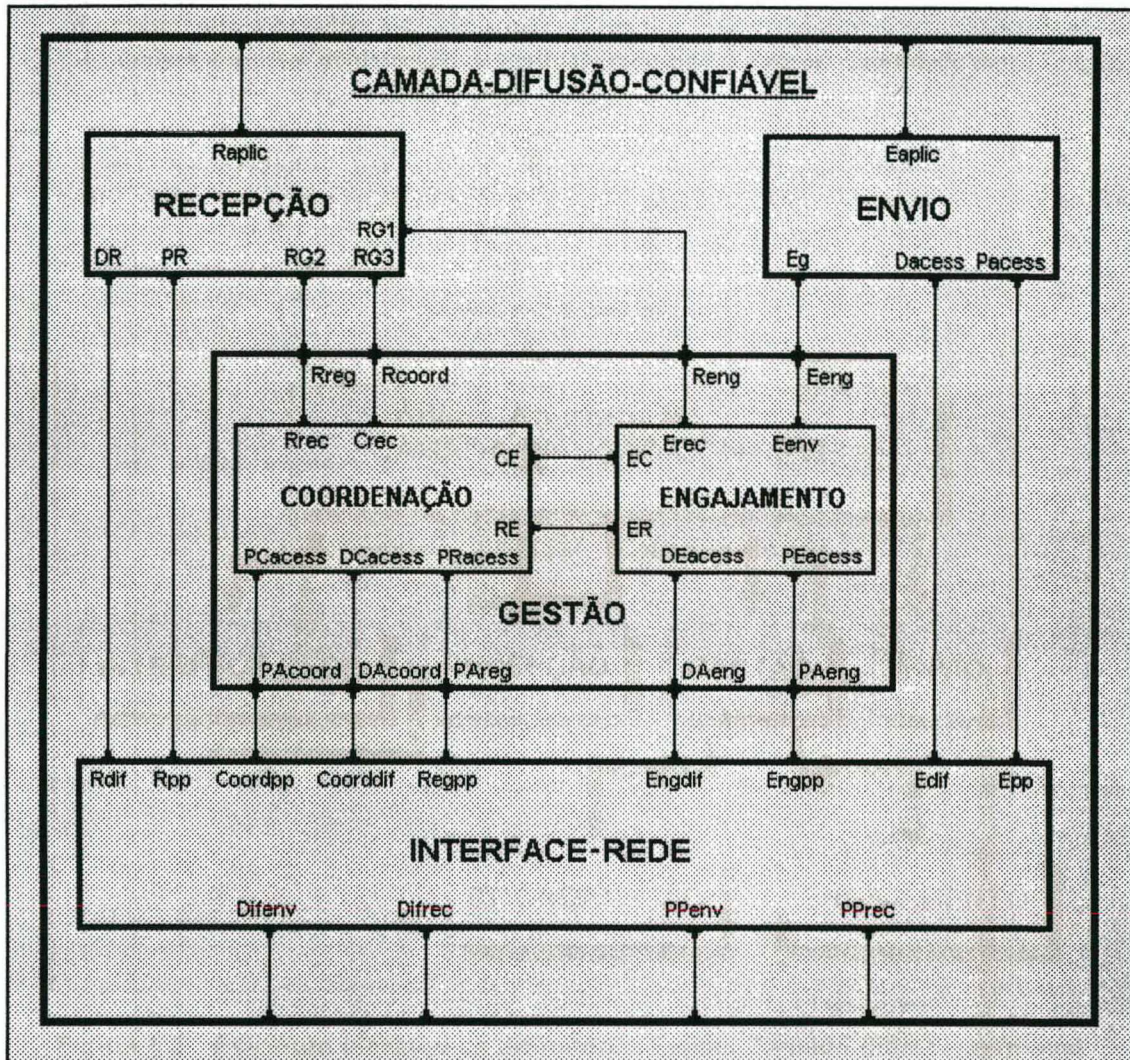 CAMADA-DIFUSÃO-CONFIÁVEL
Raplic
Eaplic
RECEPÇÃO
ENVIO
RG1
DR PR RG2 RG3
Eg Dacess Pacess
Rreg Rcoord Reng Eeng
Rrec Crec
Erec Eenv
CE EC
COORDENAÇÃO
ENGAJAMENTO
RE ER
PCacess DCacess PRacess
DEacess PEacess
GESTÃO
PAcoord DAcoord PAreg DAeng PAeng
Rdif Rpp Coordpp Coorddif Regpp Engdif Engpp Edif Epp
INTERFACE-REDE
Difenv Difrec PPenv PPrec